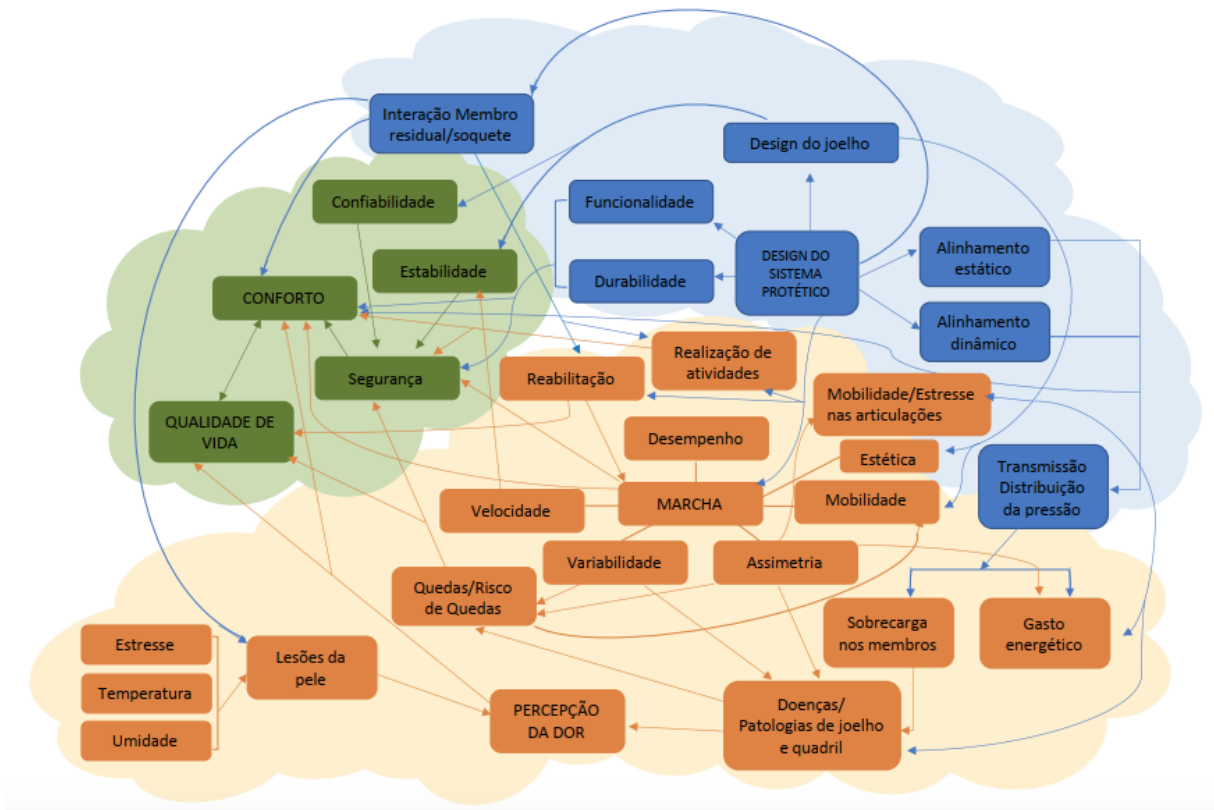 Interação Membro
residual/soquete
Design do joelho
Confiabilidade
Funcionalidade
Estabilidade
Durabilidade
DESIGN DO
SISTEMA
PROTÉTICO
Alinhamento
estático
CONFORTO
Alinhamento
dinâmico
Segurança
Reabilitação
Realização de
atividades
Mobilidade/Estresse
nas articulações
QUALIDADE DE
VIDA
Desempenho
Estética
Transmissão
Distribuição
da pressão
Velocidade
MARCHA
Mobilidade
Variabilidade
Assimetria
Quedas/Risco
de Quedas
Sobrecarga
nos membros
Gasto
energético
Estresse
Temperatura
Umidade
Lesões da
pele
PERCEPÇÃO
DA DOR
Doenças/
Patologias de joelho
e quadril